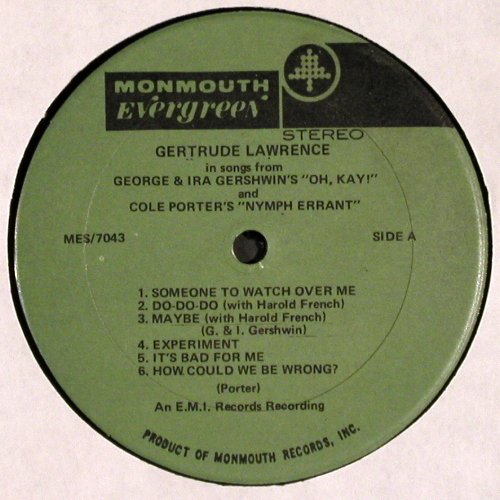 MONMOUTH
Evergreen
STEREO
GERTRUDE LAWRENCE
in songs from
GEORGE & IRA GERSHWIN'S "OH, KAY!"
and
COLE PORTER'S "NYMPH ERRANT"
MES/7043 SIDE A
1. SOMEONE TO WATCH OVER ME
2. DO-DO-DO (with Harold French)
3. MAYBE (with Harold French)
(G. & I. Gershwin)
4. EXPERIMENT
5. IT'S BAD FOR ME
6. HOW COULD WE BE WRONG?
(Porter)
An E.M.I. Records Recording
PRODUCT OF MONMOUTH RECORDS, INC.